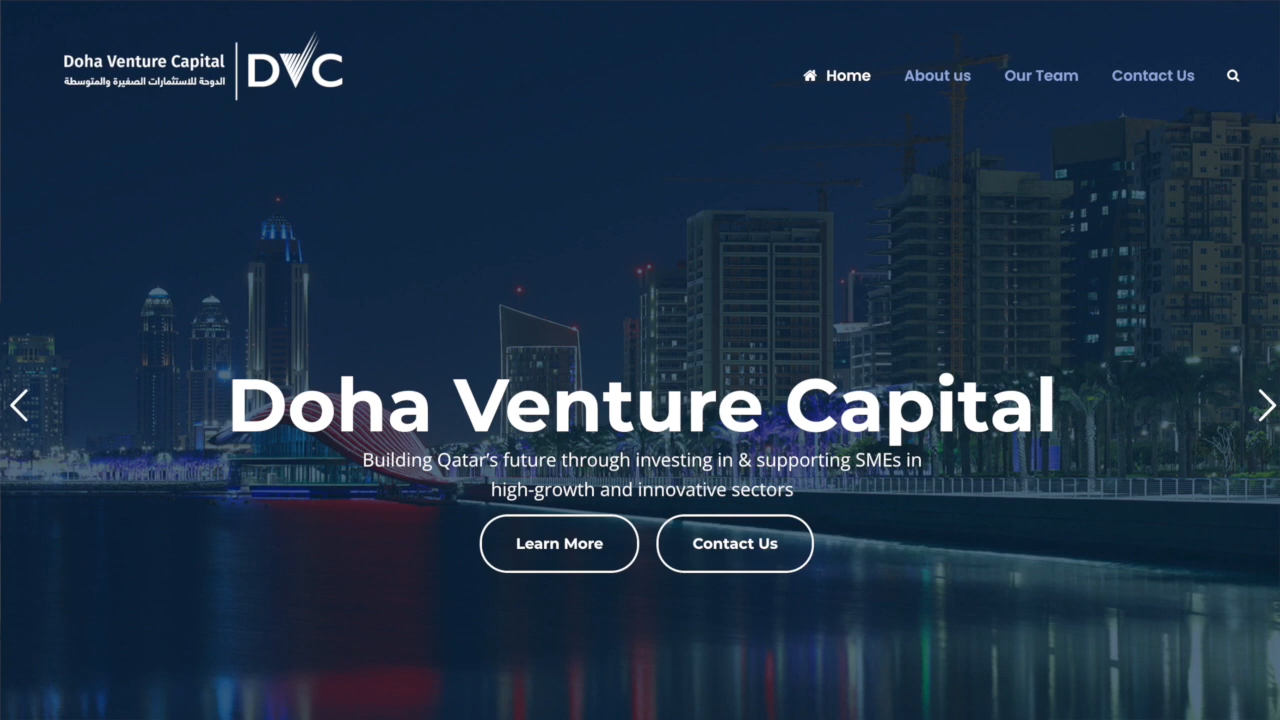 Doha Venture Capital
الدوحة للاستثمارات الصغيرة والمتوسطة
DVC
Home
About us
Our Team
Contact Us
Doha Venture Capital
Building Qatar’s future through investing in & supporting SMEs in
high-growth and innovative sectors
Learn More
Contact Us